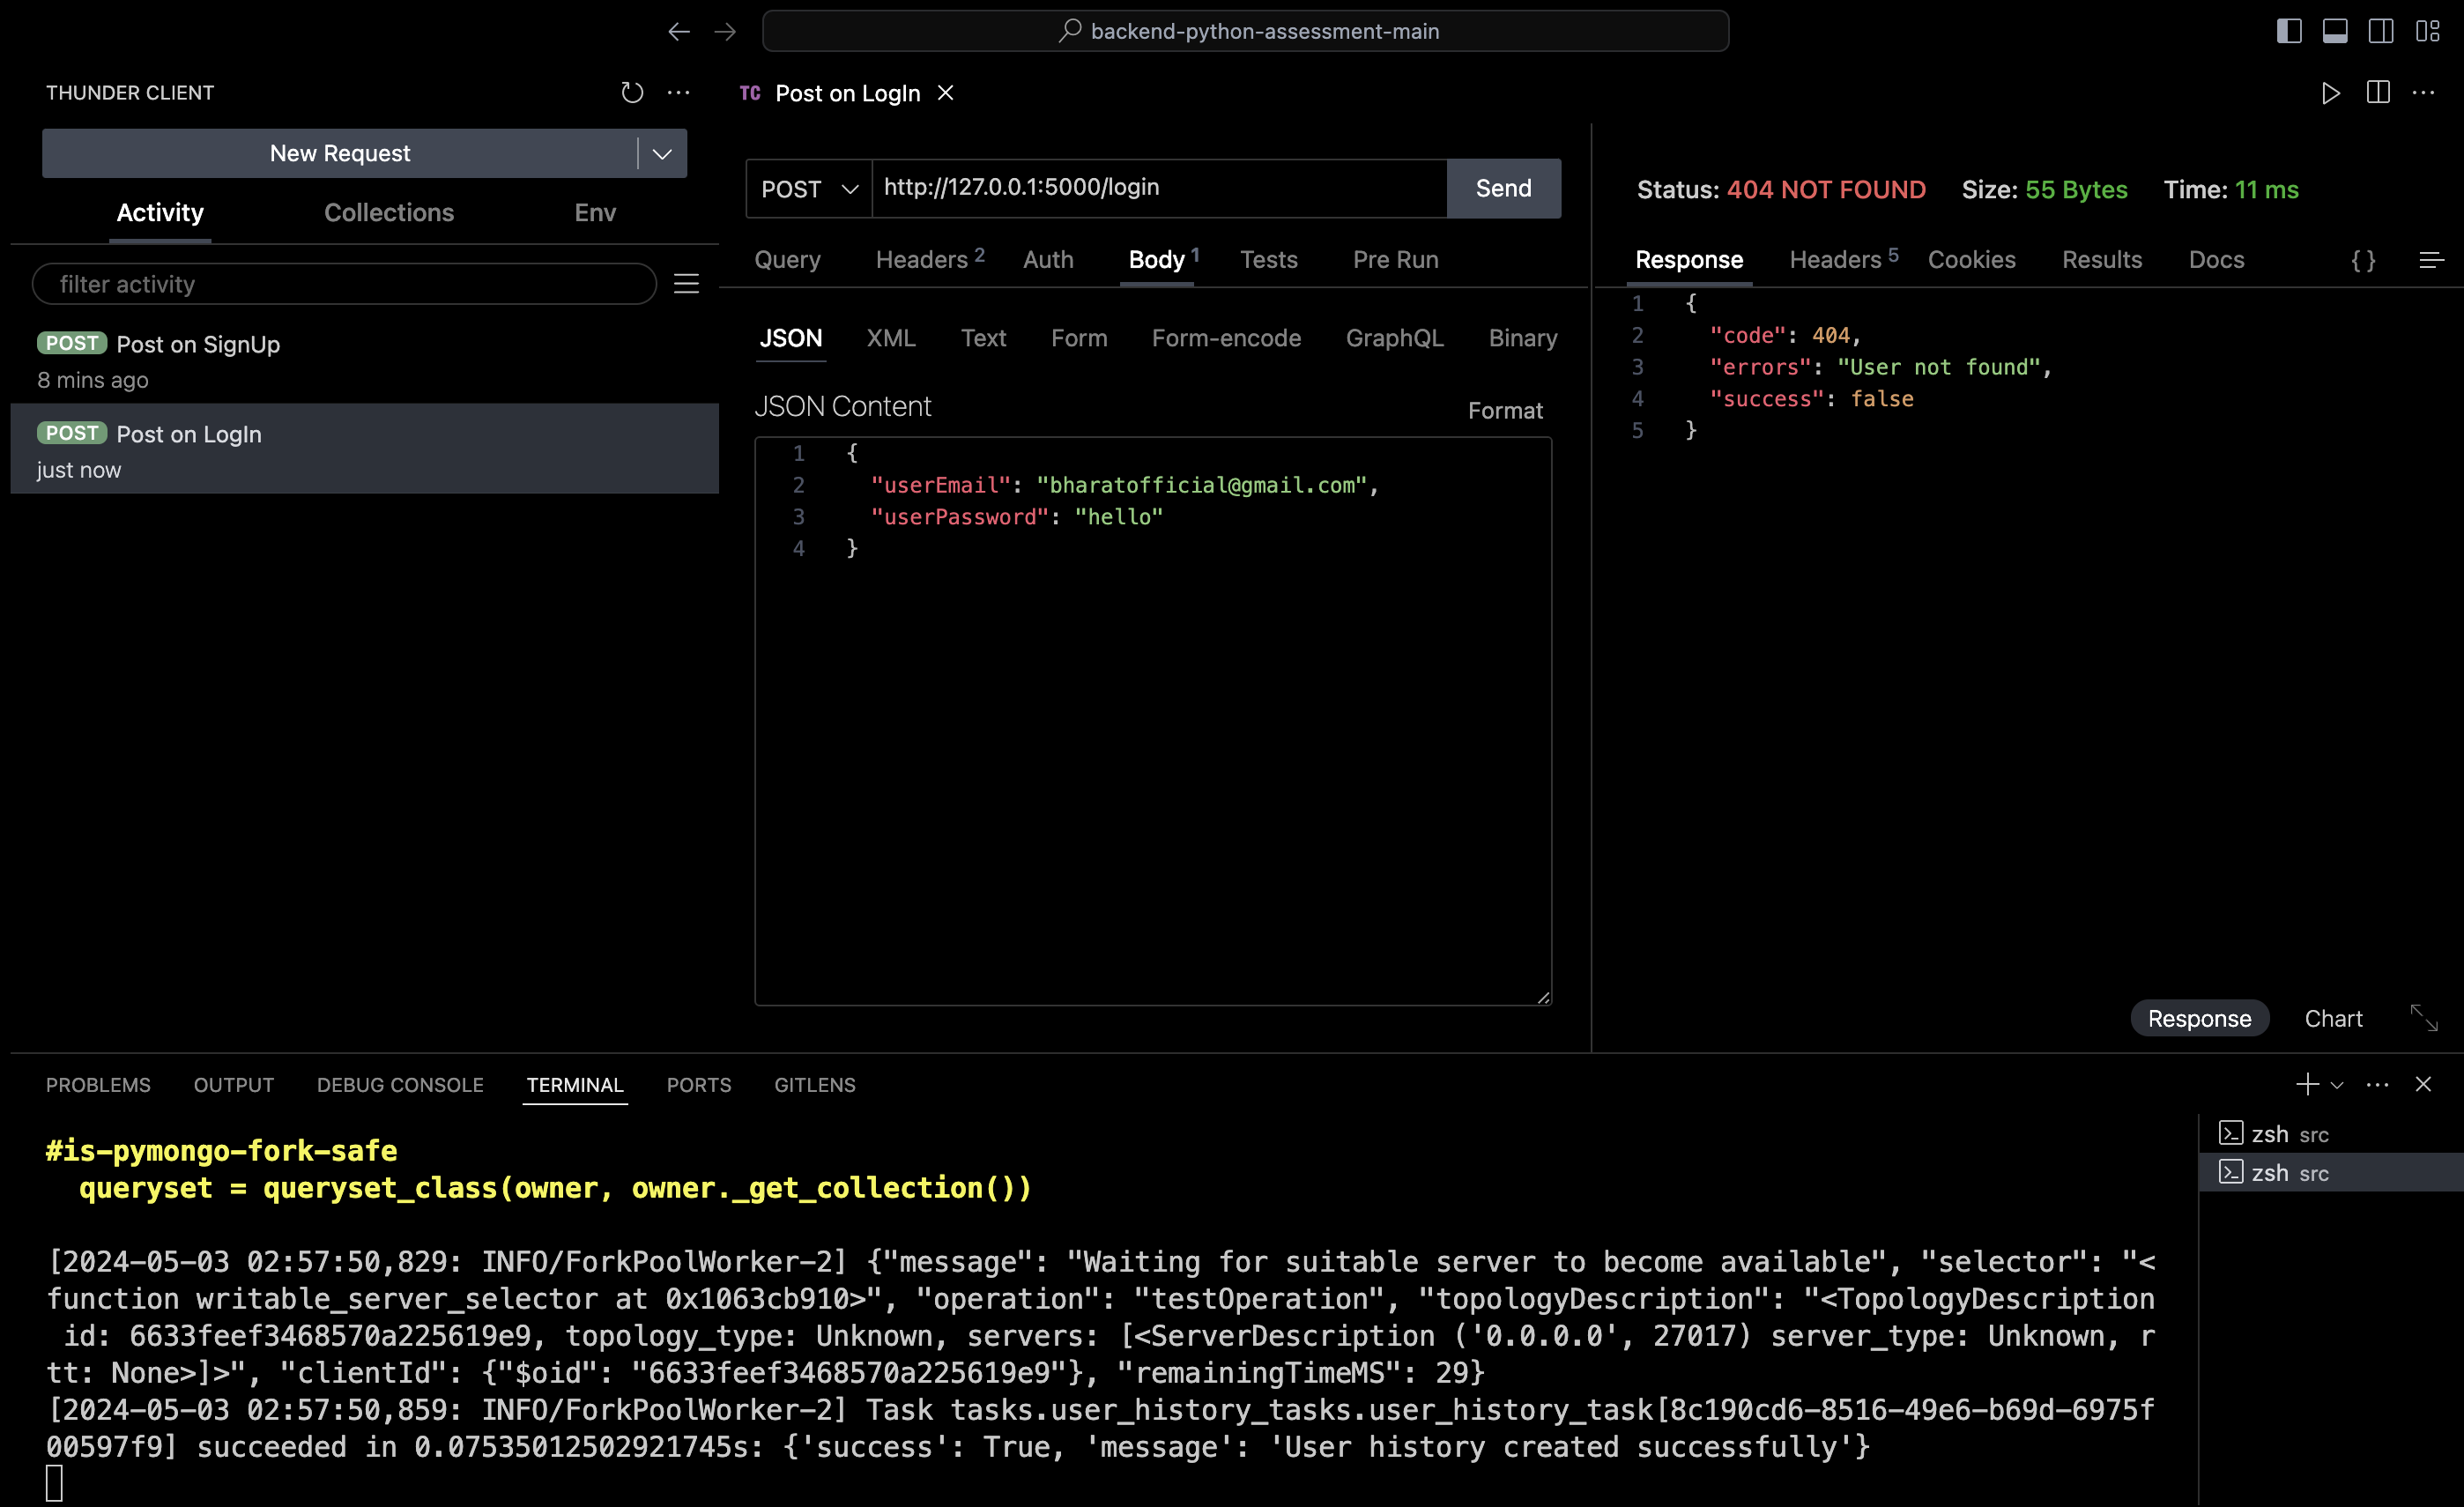 backend-python-assessment-main
THUNDER CLIENT
New Request
Activity Collections Env
filter activity
POST Post on SignUp
8 mins ago
POST Post on LogIn
just now
TC Post on LogIn
POST http://127.0.0.1:5000/login Send
Query Headers 2 Auth Body 1 Tests Pre Run
JSON XML Text Form Form-encode GraphQL Binary
JSON Content Format
1 {
2 "userEmail": "bharatofficial@gmail.com",
3 "userPassword": "hello"
4 }
Status: 404 NOT FOUND Size: 55 Bytes Time: 11 ms
Response Headers 5 Cookies Results Docs {}
1 {
2 "code": 404,
3 "errors": "User not found",
4 "success": false
5 }
Response Chart
PROBLEMS OUTPUT DEBUG CONSOLE TERMINAL PORTS GITLENS
#is-pymongo-fork-safe
queryset = queryset_class(owner, owner._get_collection())
[2024-05-03 02:57:50,829: INFO/ForkPoolWorker-2] {"message": "Waiting for suitable server to become available", "selector": "<
function writable_server_selector at 0x1063cb910>", "operation": "testOperation", "topologyDescription": "<TopologyDescription
id: 6633feef3468570a225619e9, topology_type: Unknown, servers: [<ServerDescription ('0.0.0.0', 27017) server_type: Unknown, r
tt: None>]>", "clientId": {"$oid": "6633feef3468570a225619e9"}, "remainingTimeMS": 29}
[2024-05-03 02:57:50,859: INFO/ForkPoolWorker-2] Task tasks.user_history_tasks.user_history_task[8c190cd6-8516-49e6-b69d-6975f
00597f9] succeeded in 0.07535012502921745s: {'success': True, 'message': 'User history created successfully'}
zsh src
zsh src